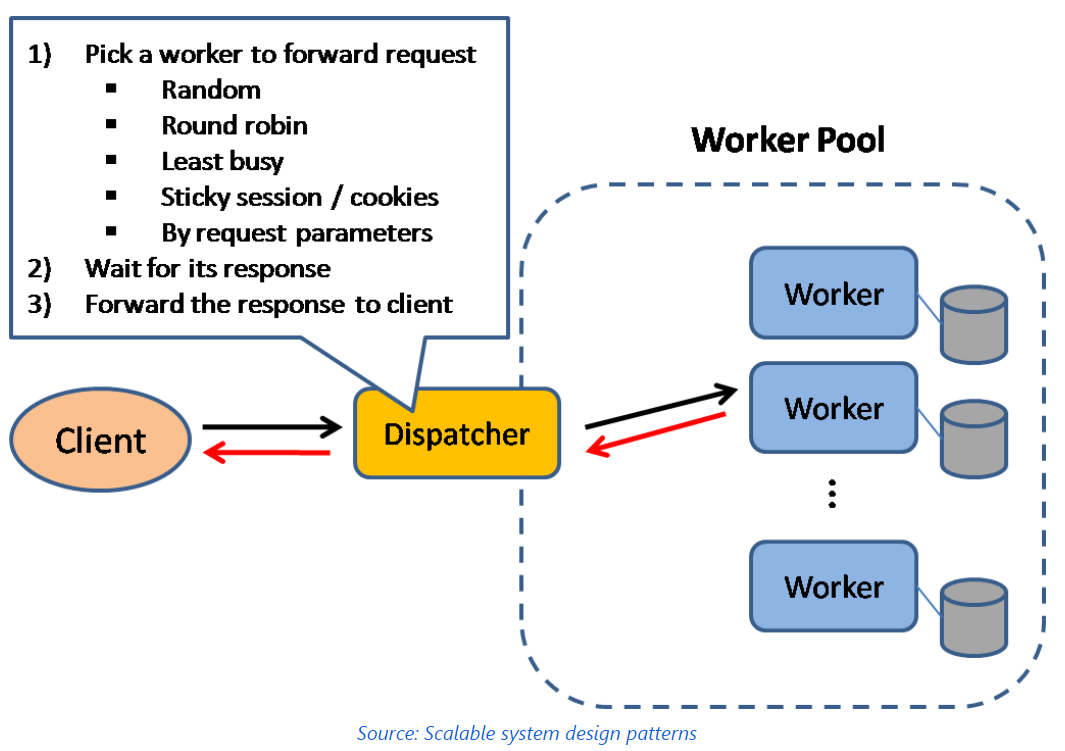 1) Pick a worker to forward request
▪ Random
▪ Round robin
▪ Least busy
▪ Sticky session / cookies
▪ By request parameters
2) Wait for its response
3) Forward the response to client
Worker Pool
Worker
Worker
Client
Dispatcher
⋮
Worker
Source: Scalable system design patterns